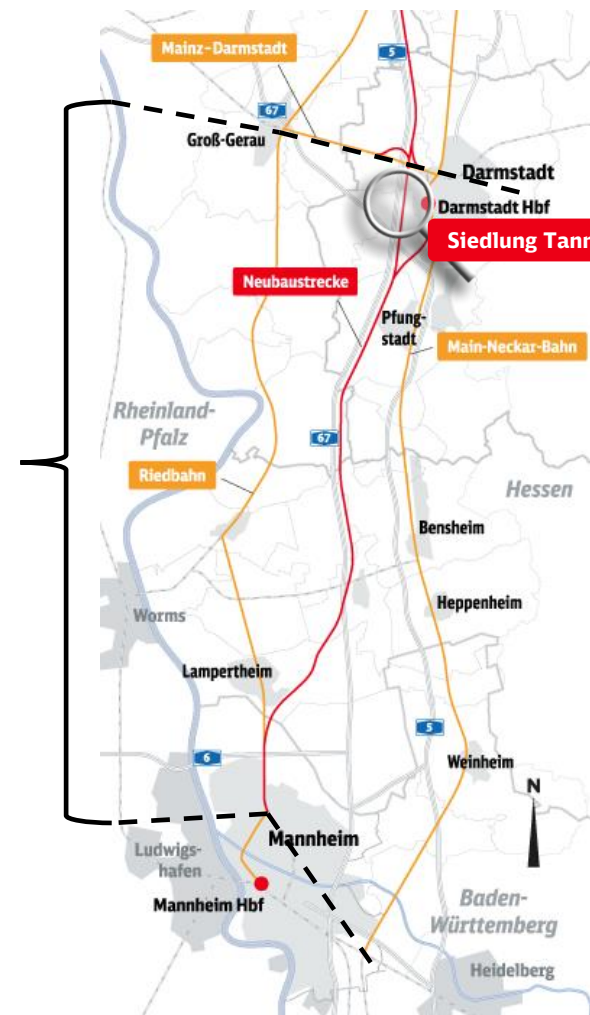 5
Mainz-Darmstadt
67
Groß-Gerau
Darmstadt
Darmstadt Hbf
Siedlung Tann
Neubaustrecke
Pfung-
stadt
Main-Neckar-Bahn
Rheinland-
Pfalz
67
Riedbahn
Hessen
Bensheim
Heppenheim
Worms
Lampertheim
5
6
Weinheim
N
Mannheim
Ludwigs-
hafen
Mannheim Hbf
Baden-
Württemberg
Heidelberg